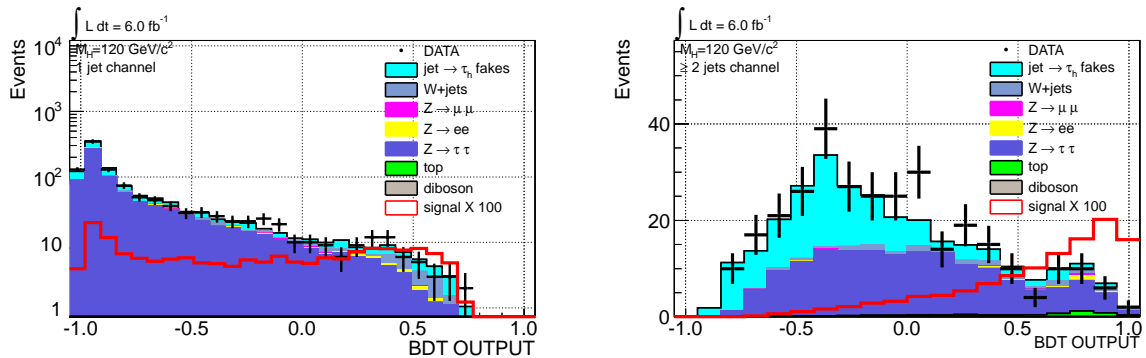 ∫ L dt = 6.0 fb⁻¹
M_H=120 GeV/c²
1 jet channel
Events
10⁴
10³
10²
10
1
DATA
jet → τ_h fakes
W+jets
Z → μ μ
Z → ee
Z → τ τ
top
diboson
signal X 100
-1.0
-0.5
0.0
0.5
1.0
BDT OUTPUT
∫ L dt = 6.0 fb⁻¹
M_H=120 GeV/c²
≥ 2 jets channel
Events
40
20
0
DATA
jet → τ_h fakes
W+jets
Z → μ μ
Z → ee
Z → τ τ
top
diboson
signal X 100
-1.0
-0.5
0.0
0.5
1.0
BDT OUTPUT